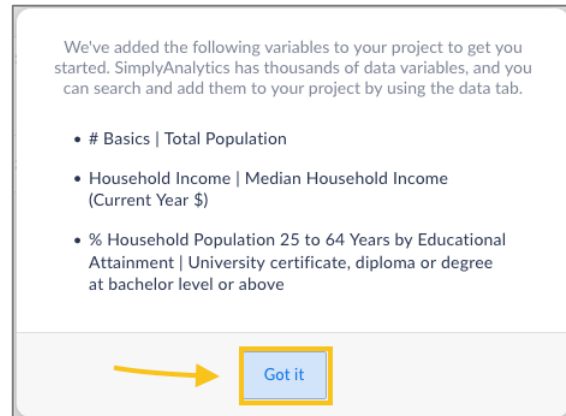 We've added the following variables to your project to get you
started. SimplyAnalytics has thousands of data variables, and you
can search and add them to your project by using the data tab.
• # Basics | Total Population
• Household Income | Median Household Income
(Current Year $)
• % Household Population 25 to 64 Years by Educational
Attainment | University certificate, diploma or degree
at bachelor level or above
Got it